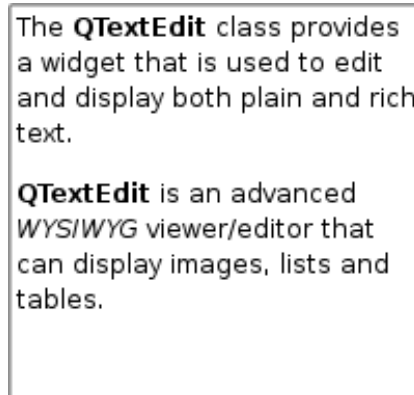 The QTextEdit class provides
a widget that is used to edit
and display both plain and rich
text.
QTextEdit is an advanced
WYSIWYG viewer/editor that
can display images, lists and
tables.